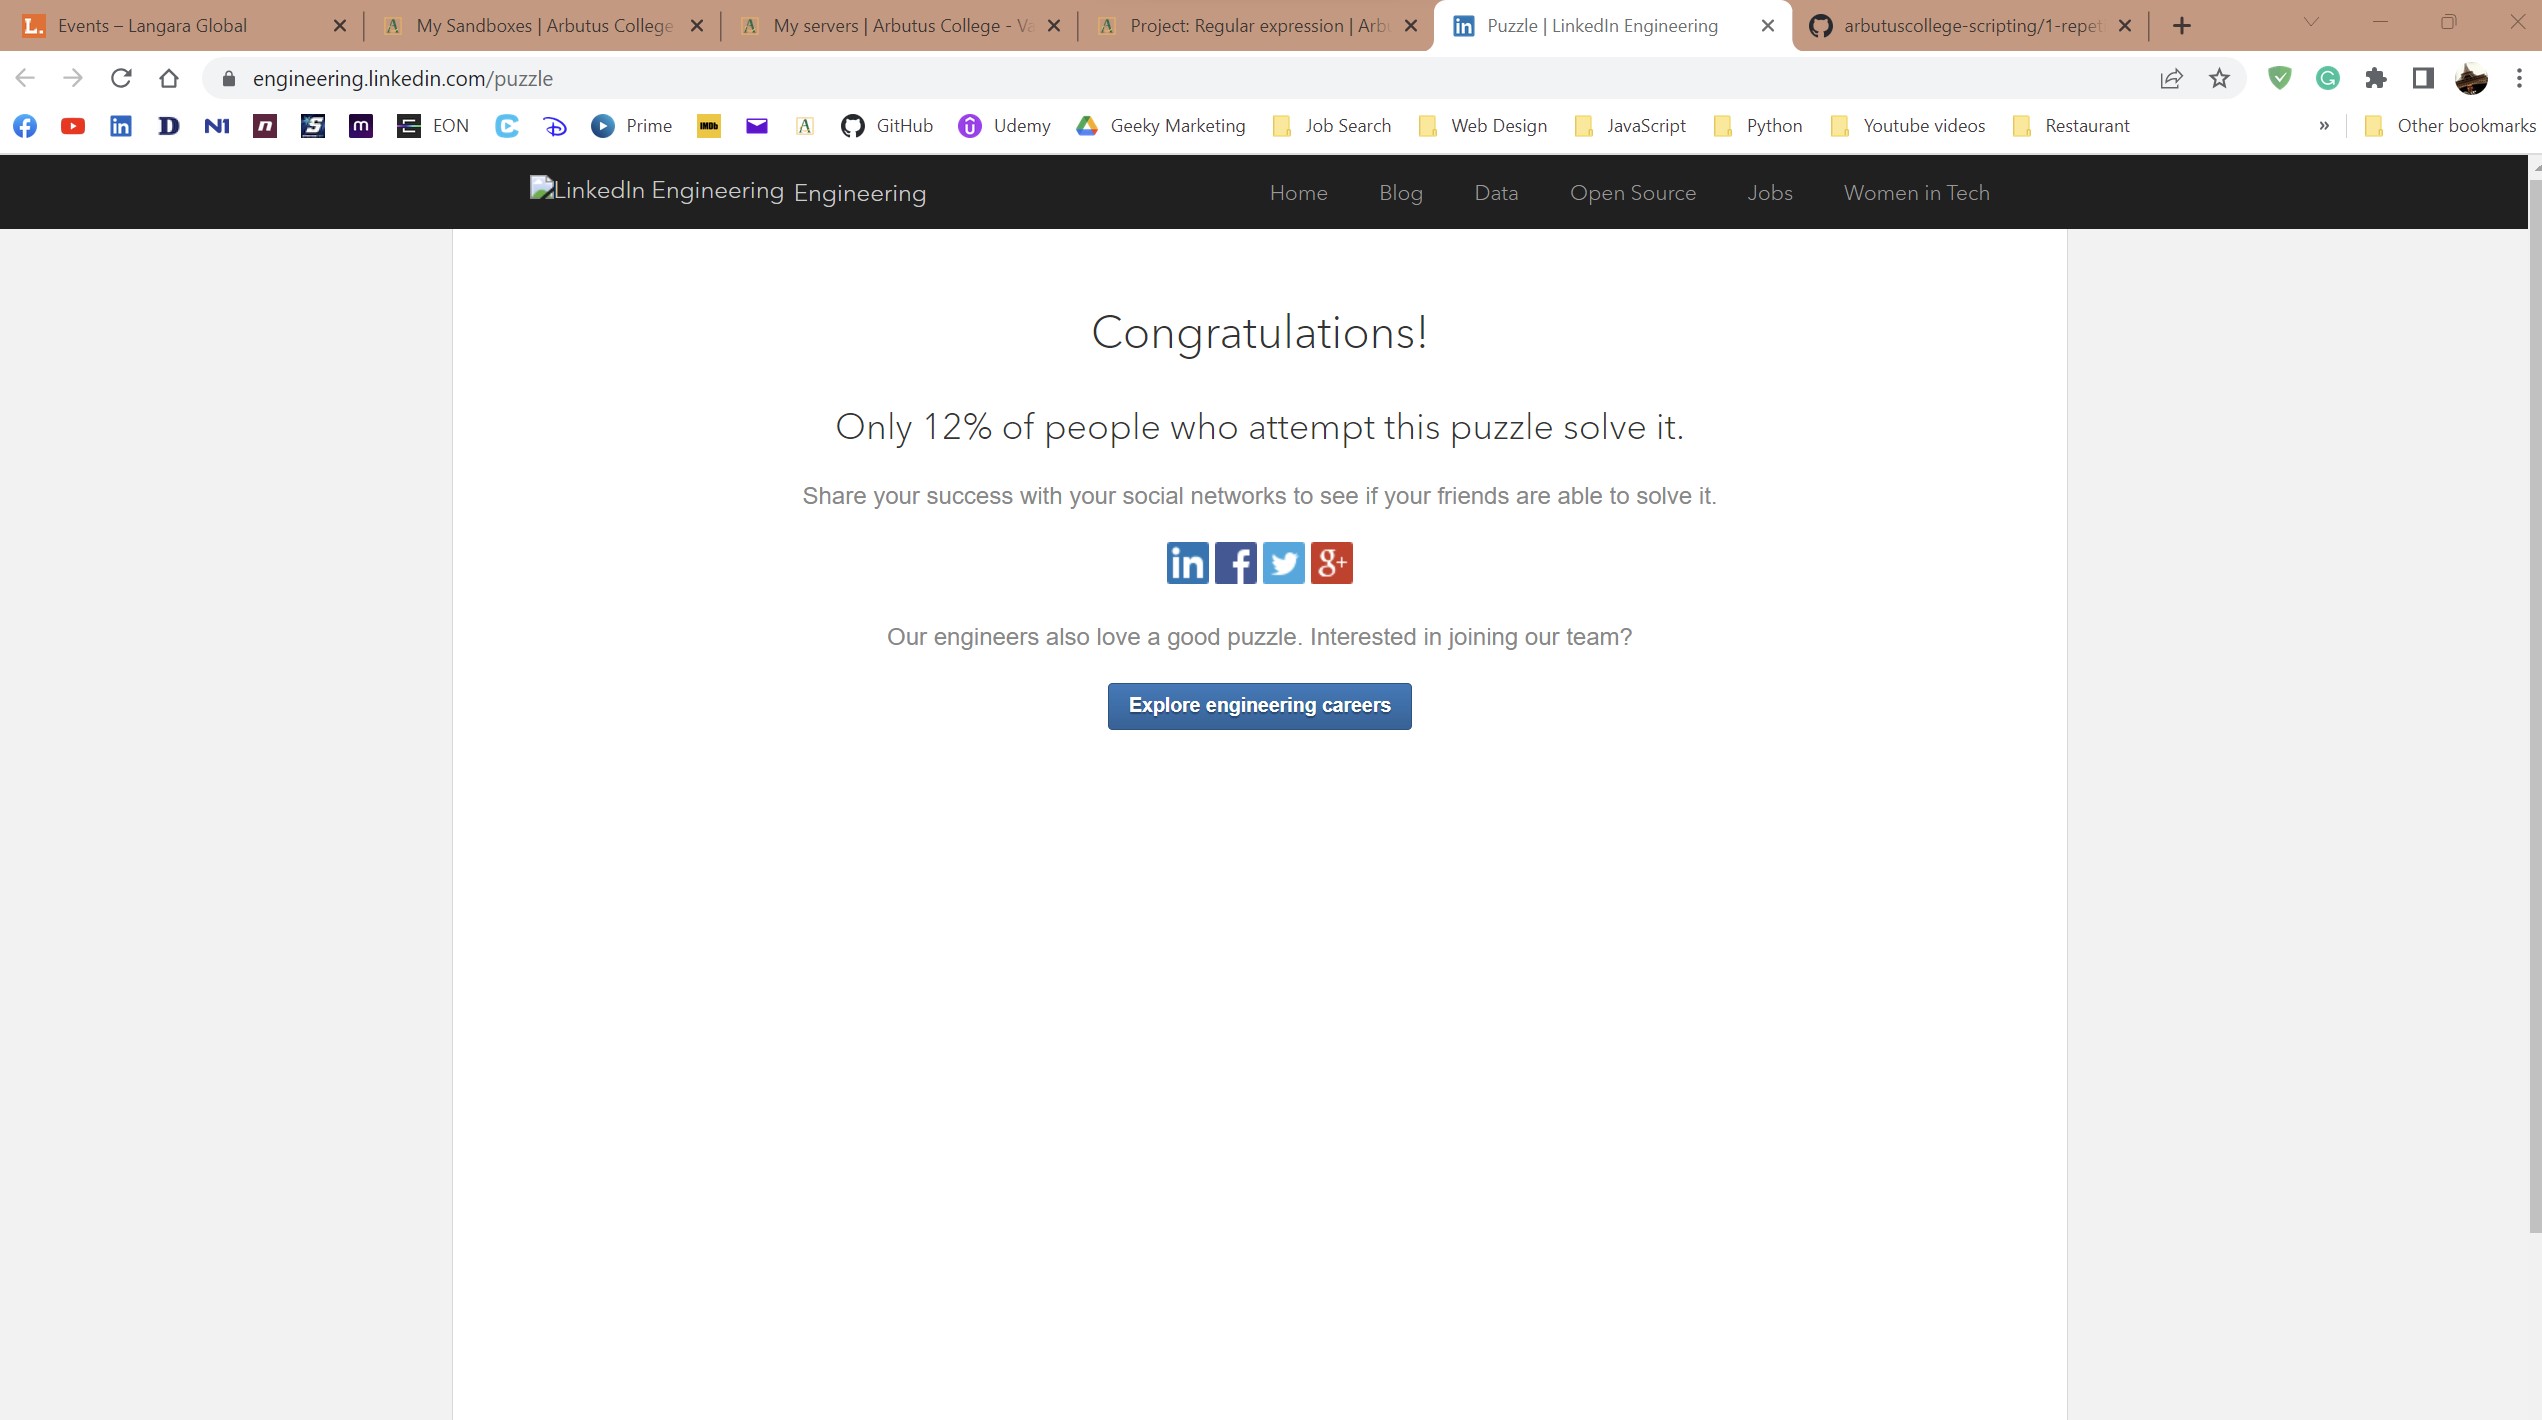 Events – Langara Global
My Sandboxes | Arbutus College
My servers | Arbutus College - Va
Project: Regular expression | Arb
Puzzle | LinkedIn Engineering
arbutuscollege-scripting/1-repet
engineering.linkedin.com/puzzle
EON Prime IMDb GitHub Udemy Geeky Marketing Job Search Web Design JavaScript Python Youtube videos Restaurant » Other bookmarks
LinkedIn Engineering Engineering Home Blog Data Open Source Jobs Women in Tech
Congratulations!
Only 12% of people who attempt this puzzle solve it.
Share your success with your social networks to see if your friends are able to solve it.
in f g+
Our engineers also love a good puzzle. Interested in joining our team?
Explore engineering careers